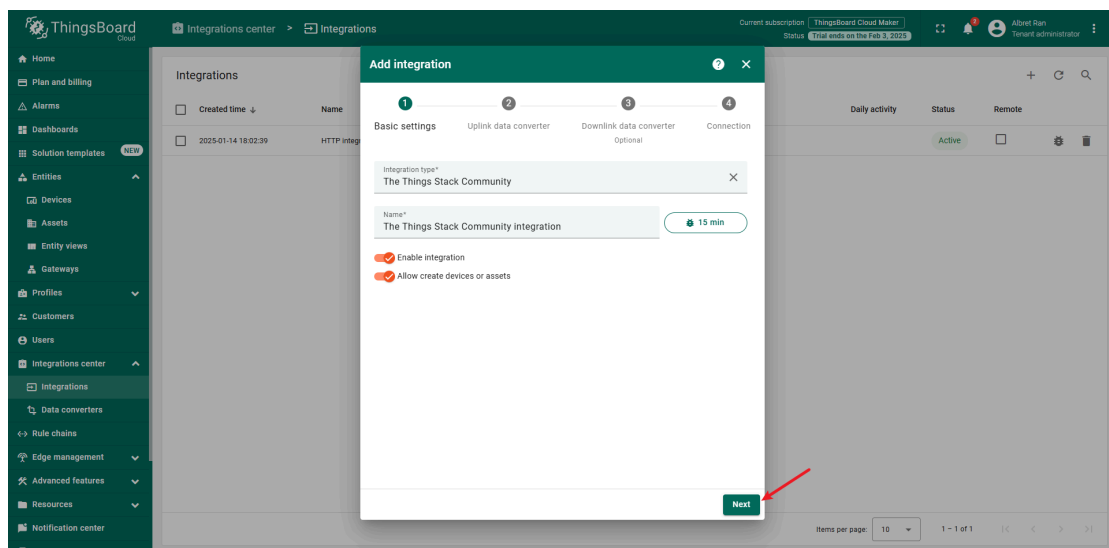 ThingsBoard
Cloud
Integrations center > Integrations
Current subscription ThingsBoard Cloud Maker
Status Trial ends on the Feb 3, 2025
2
Albret Ran
Tenant administrator
Home
Plan and billing
Alarms
Dashboards
Solution templates NEW
Entities
Devices
Assets
Entity views
Gateways
Profiles
Customers
Users
Integrations center
Integrations
Data converters
Rule chains
Edge management
Advanced features
Resources
Notification center
Integrations
Created time Name Daily activity Status Remote
2025-01-14 18:02:39 HTTP Active
Add integration
1 2 3 4
Basic settings Uplink data converter Downlink data converter Connection
Optional
Integration type*
The Things Stack Community
Name*
The Things Stack Community integration
15 min
Enable integration
Allow create devices or assets
Next
Items per page: 10 1 – 1 of 1